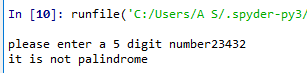 In [10]: runfile('C:/Users/A S/.spyder-py3/
please enter a 5 digit number23432
it is not palindrome